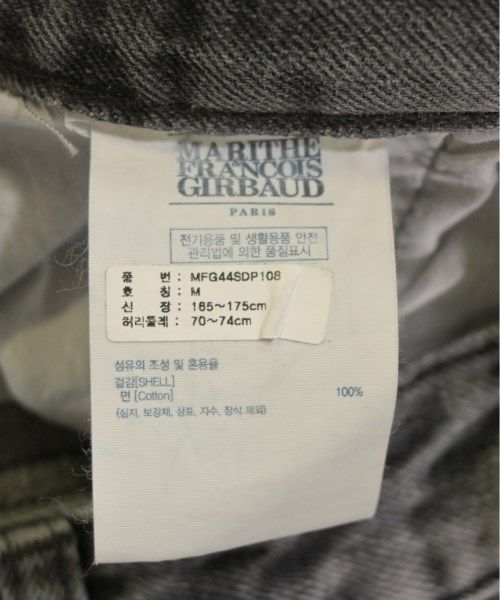 MARITHE
FRANCOIS
GIRBAUD
PARIS
전기용품 및 생활용품 안전
관리법에 의한 품질표시
품 번 : MFG44SDP108
호 칭 : M
신 장 : 165~175cm
허리둘레 : 70~74cm
섬유의 조성 및 혼용율
겉감[SHELL]
면 [Cotton] 100%
(심지, 보강재, 상표, 자수, 장식 제외)